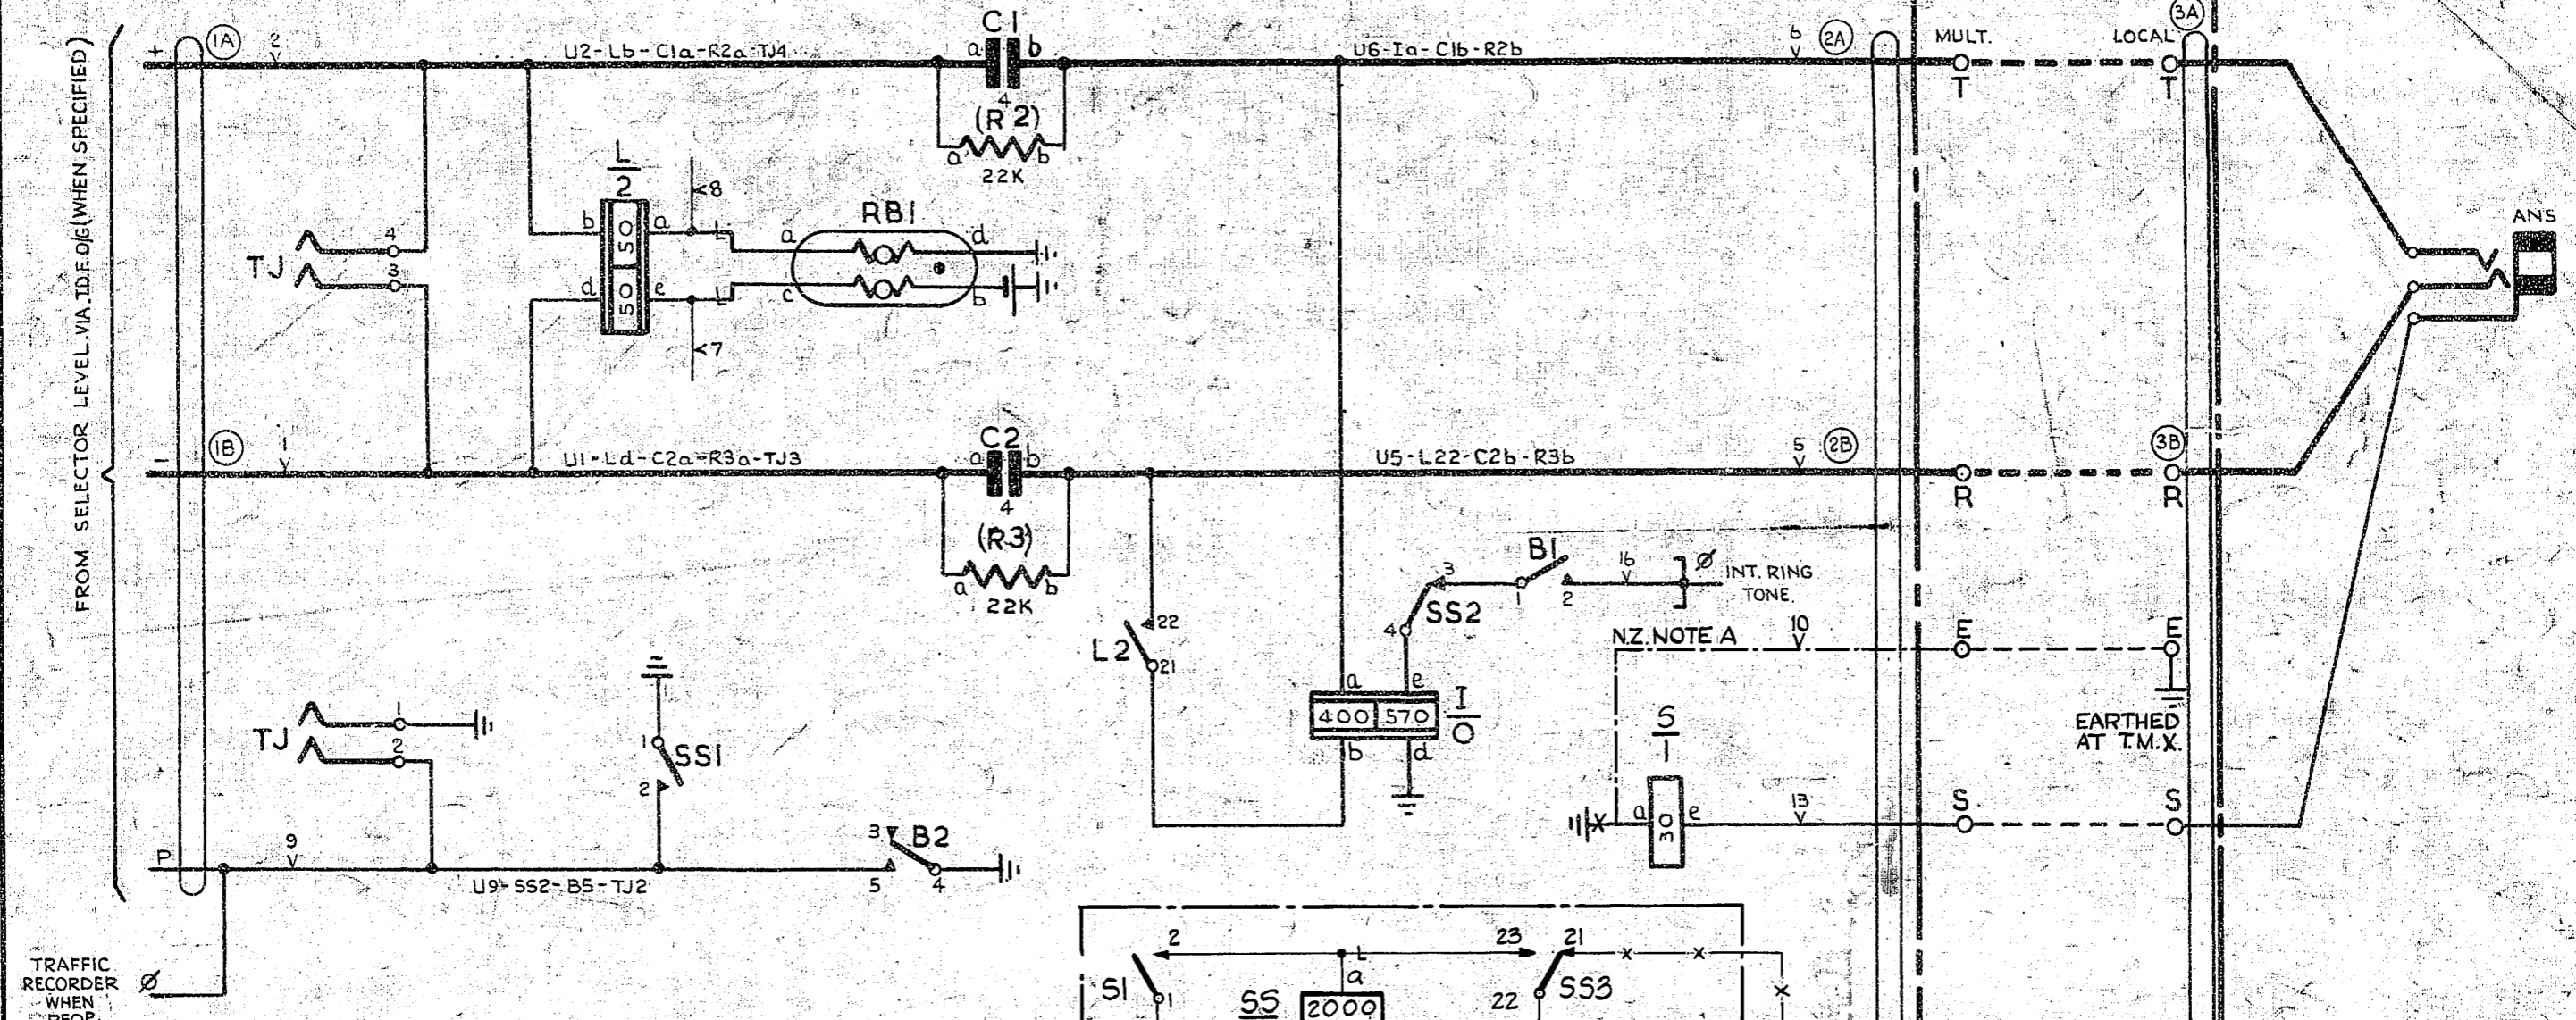 FROM SELECTOR LEVEL. VIA. T.D.F. O/G (WHEN SPECIFIED)
+
1A
2
U2-Lb-C1a-R2a-TJ4
C1
a
b
4
(R2)
a
b
22K
U6-Ia-C1b-R2b
6
2A
MULT.
LOCAL
3A
T
T
TJ
4
3
L
2
b
50
a
d
50
e
<8
<7
L
L
RB1
a
d
c
b
ANS
-
1B
1
U1-Ld-C2a-R3a-TJ3
C2
a
b
4
(R3)
a
b
22K
U5-L22-C2b-R3b
5
2B
3B
R
R
L2
22
21
B1
3
1
2
16
Ø
INT. RING
TONE.
SS2
4
N.Z. NOTE A
10
E
E
EARTHED
AT T.M.X.
a
e
400
570
I
O
b
d
S
1
a
30
e
13
S
S
TJ
1
2
1
SS1
2
P
9
U9-SS2-B5-TJ2
3
B2
5
4
TRAFFIC
RECORDER
WHEN
REQD.
Ø
2
L
23
21
x
x
x
S1
1
a
SS
2000
22
SS3